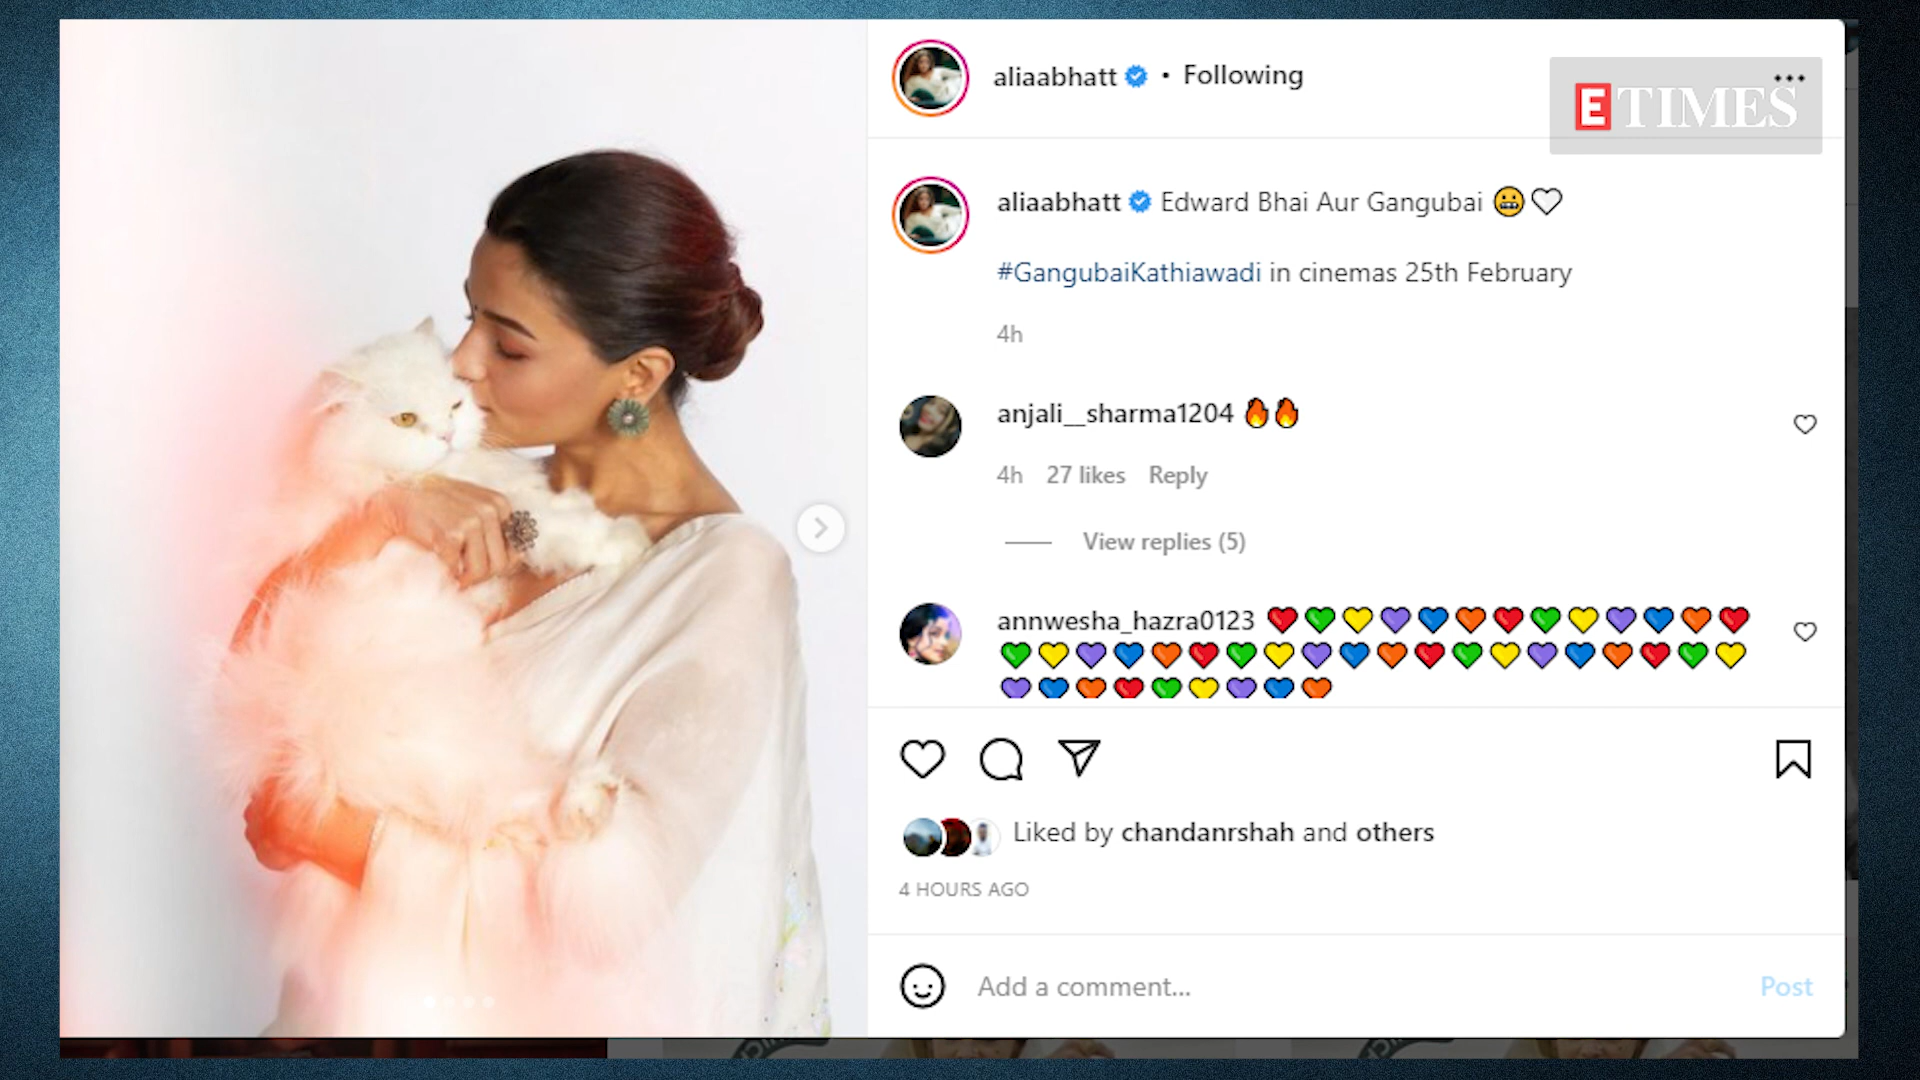 aliaabhatt • Following
ETIMES
aliaabhatt Edward Bhai Aur Gangubai 😬🤍
#GangubaiKathiawadi in cinemas 25th February
4h
anjali__sharma1204 🔥🔥
4h 27 likes Reply
View replies (5)
annwesha_hazra0123 ❤️💚💛💜💙🧡❤️💚💛💜💙🧡❤️
💚💛💜💙🧡❤️💚💛💜💙🧡❤️💚💛💜💙🧡❤️💚💛
💜💙🧡❤️💚💛💜💙🧡
Liked by chandanrshah and others
4 HOURS AGO
Add a comment... Post